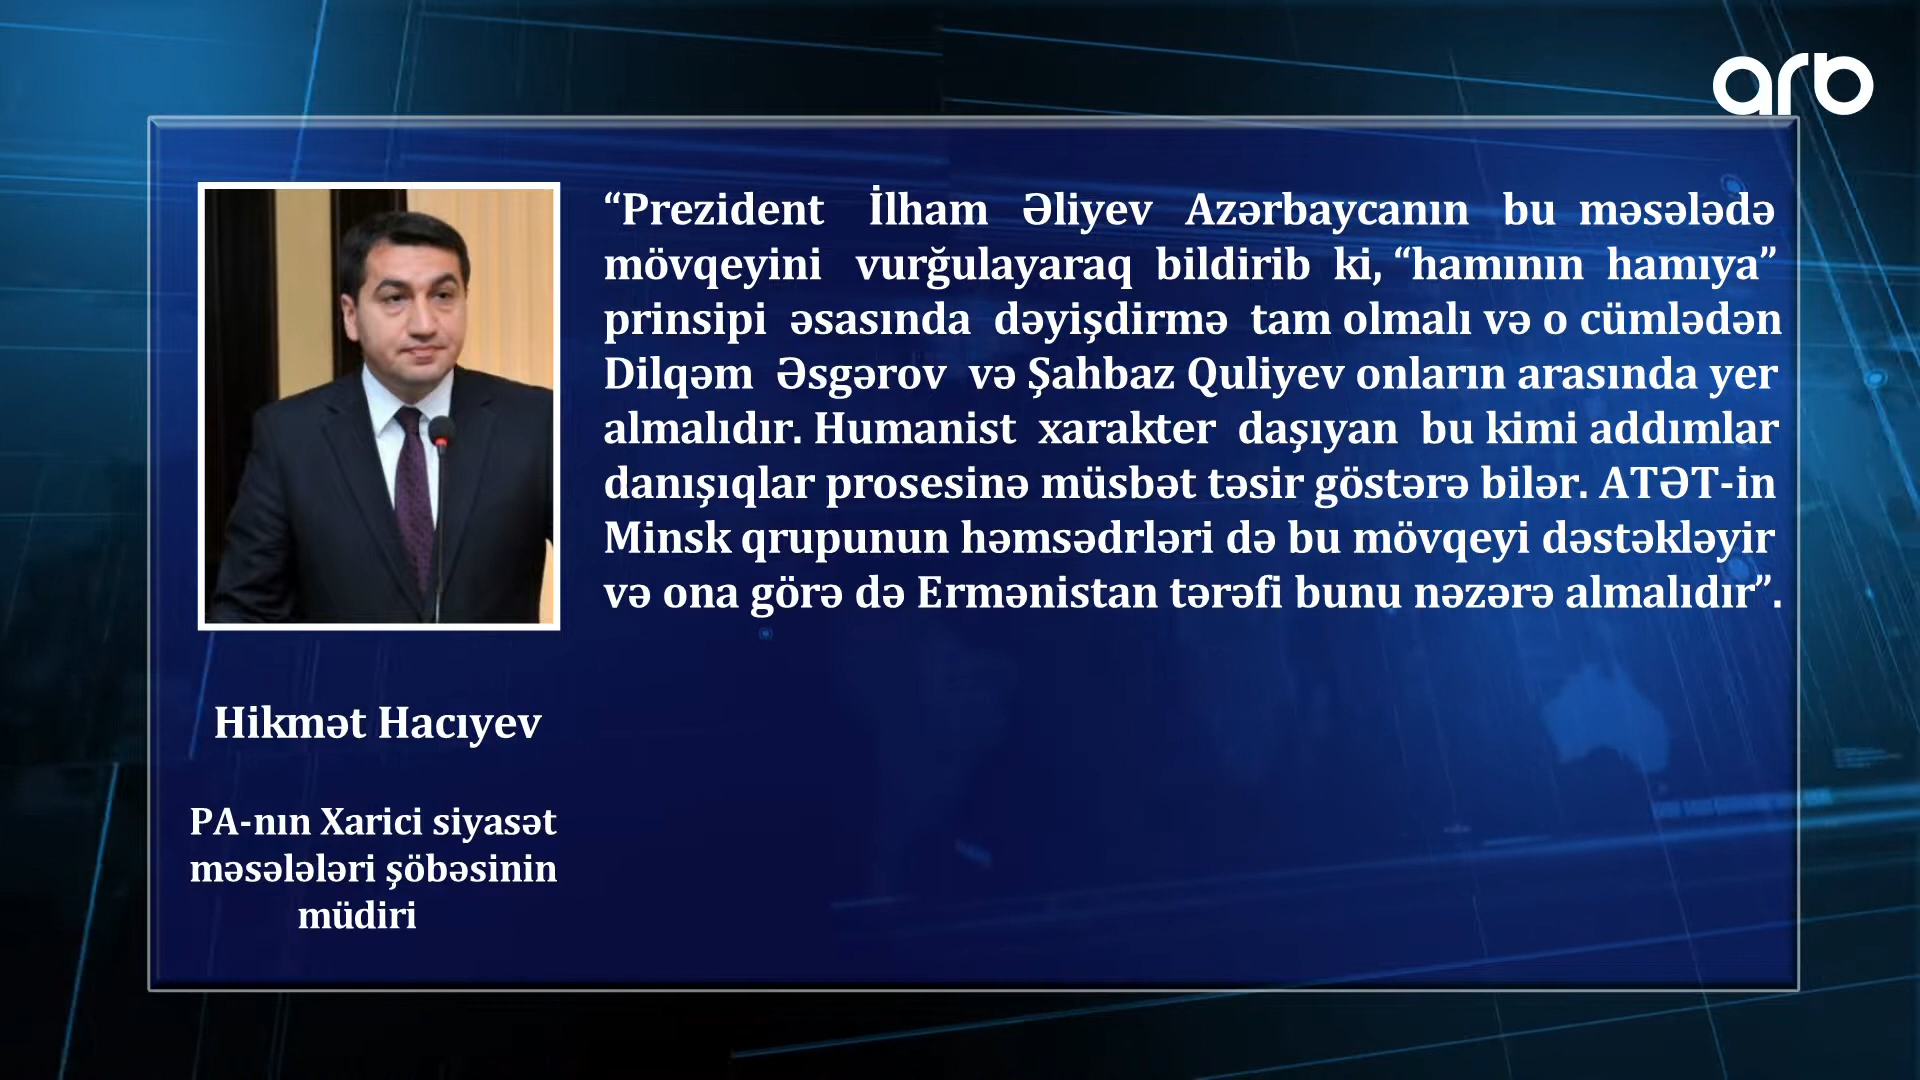 arb
“Prezident İlham Əliyev Azərbaycanın bu məsələdə
mövqeyini vurğulayaraq bildirib ki, “hamının hamıya”
prinsipi əsasında dəyişdirmə tam olmalı və o cümlədən
Dilqəm Əsgərov və Şahbaz Quliyev onların arasında yer
almalıdır. Humanist xarakter daşıyan bu kimi addımlar
danışıqlar prosesinə müsbət təsir göstərə bilər. ATƏT-in
Minsk qrupunun həmsədrləri də bu mövqeyi dəstəkləyir
və ona görə də Ermənistan tərəfi bunu nəzərə almalıdır”.
Hikmət Hacıyev
PA-nın Xarici siyasət
məsələləri şöbəsinin
müdiri